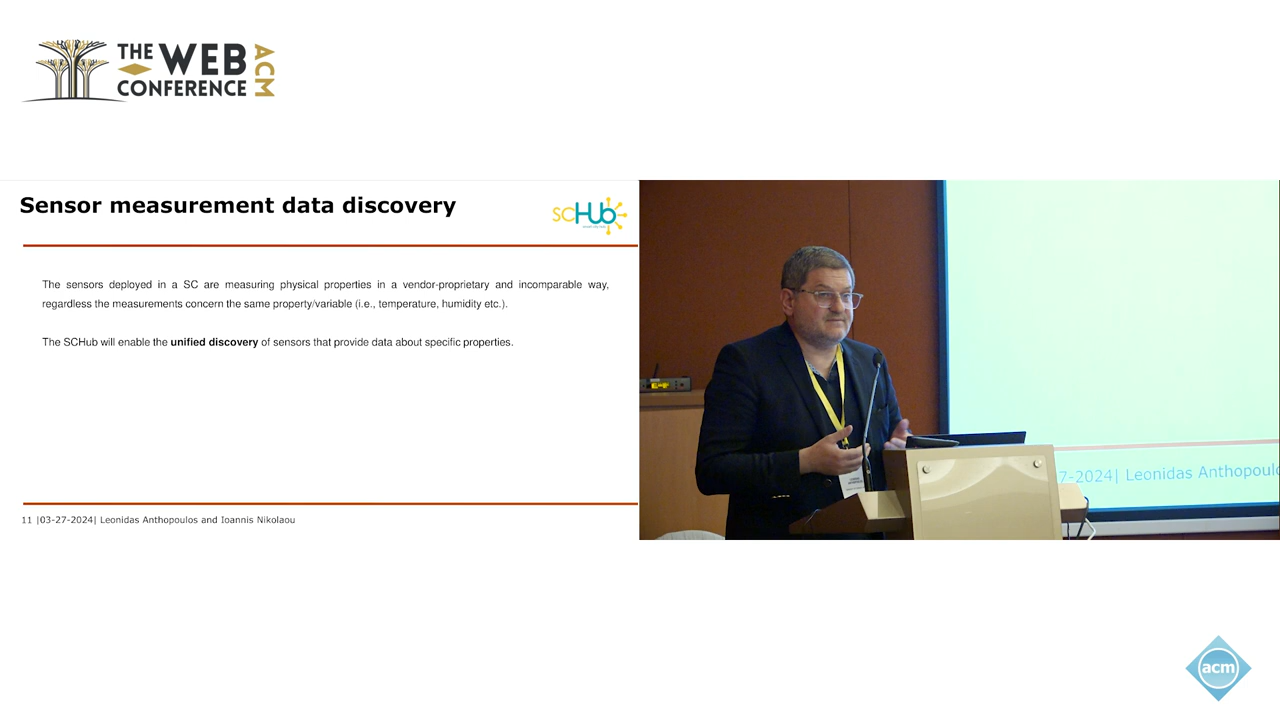 THE WEB
CONFERENCE
ACM
Sensor measurement data discovery
scHub
The sensors deployed in a SC are measuring physical properties in a vendor-proprietary and incomparable way,
regardless the measurements concern the same property/variable (i.e., temperature, humidity etc.).
The SCHub will enable the unified discovery of sensors that provide data about specific properties.
11 |03-27-2024| Leonidas Anthopoulos and Ioannis Nikolaou
7-2024| Leonidas Anthopoulo
acm